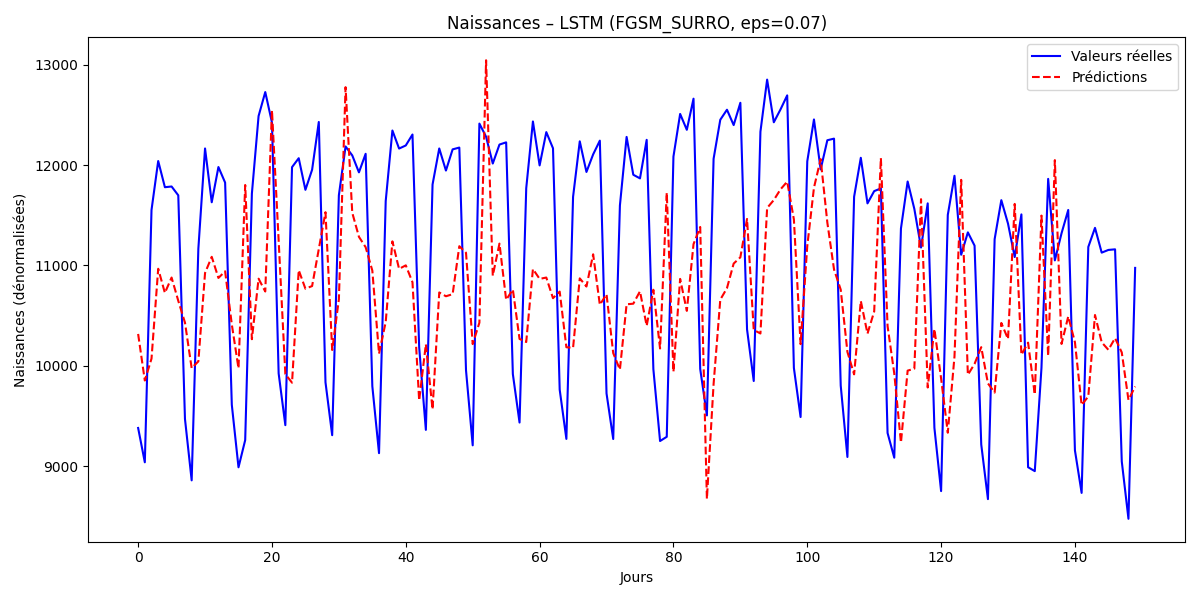 Naissances – LSTM (FGSM_SURRO, eps=0.07)
Valeurs réelles
Prédictions
13000
12000
11000
10000
9000
Naissances (dénormalisées)
0 20 40 60 80 100 120 140
Jours